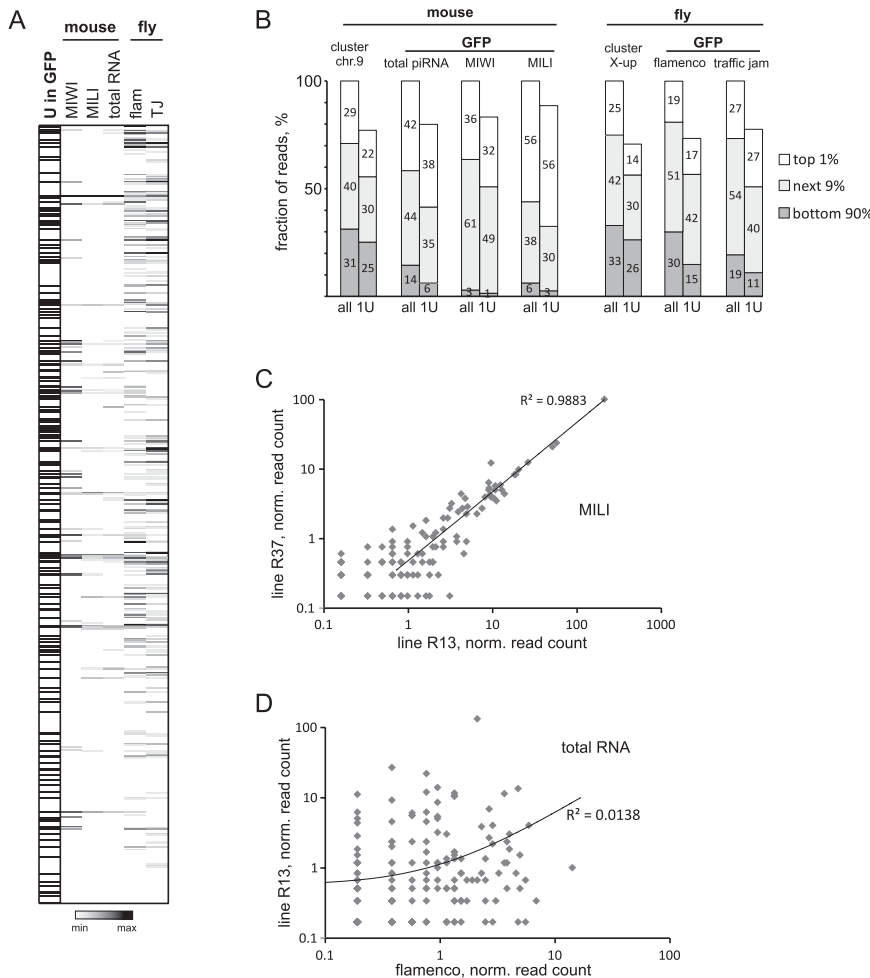 A
mouse
fly
U in GFP
MIWI
MILI
total RNA
flam
TJ
min
max
B
mouse
fly
GFP
GFP
cluster
chr.9
total piRNA
MIWI
MILI
cluster
X-up
flamenco
traffic jam
fraction of reads, %
100
50
29
40
31
22
30
25
42
44
14
38
35
6
36
61
3
32
49
1
56
38
6
56
30
3
25
42
33
14
30
26
19
51
30
17
42
15
27
54
19
27
40
11
all 1U
all 1U
all 1U
all 1U
all 1U
all 1U
all 1U
top 1%
next 9%
bottom 90%
C
line R37, norm. read count
100
10
1
0.1
R² = 0.9883
MILI
0.1
1
10
100
1000
line R13, norm. read count
D
line R13, norm. read count
100
10
1
0.1
total RNA
R² = 0.0138
0.1
1
10
100
flamenco, norm. read count